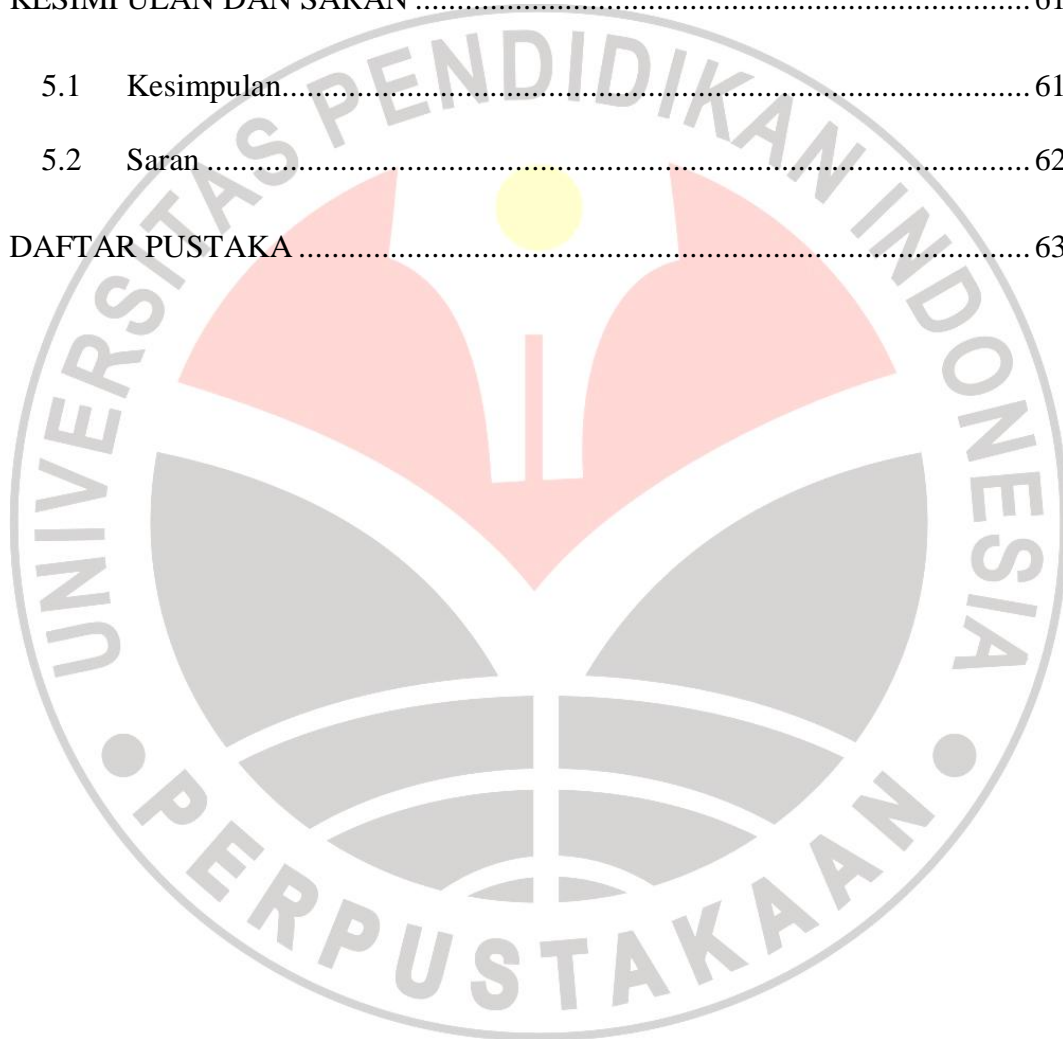 KESIMPULAN DAN SARAN ........................................................................... 61
5.1 Kesimpulan.......................................................................................... 61
5.2 Saran .................................................................................................... 62
DAFTAR PUSTAKA ........................................................................................ 63
UNIVERSITAS PENDIDIKAN INDONESIA
PERPUSTAKAAN